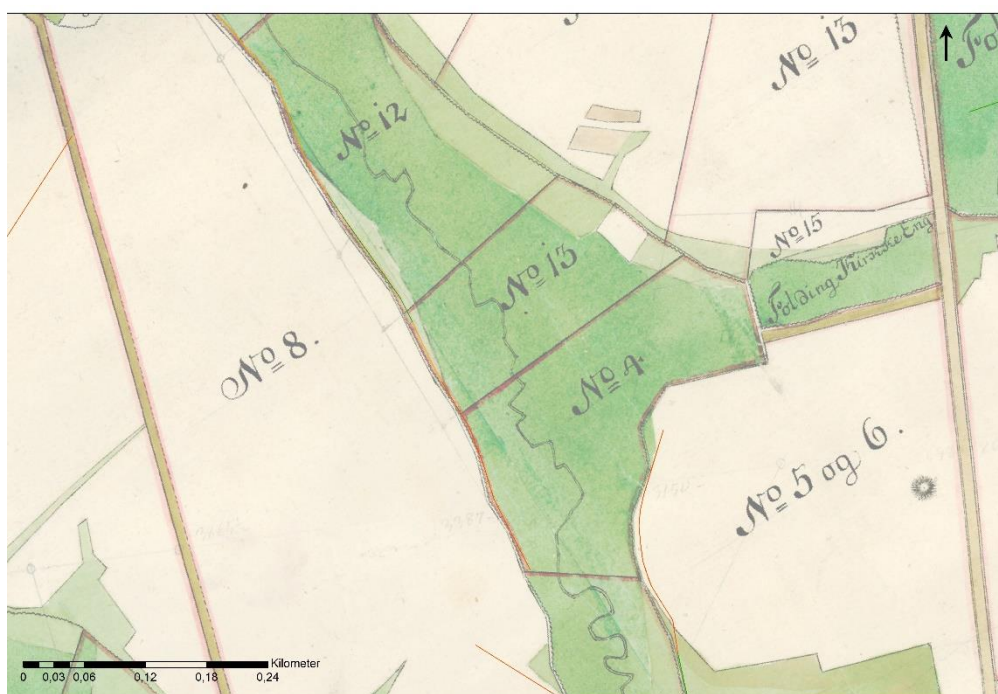 No 13
No 12
No 15
Folding Kirkke Eng
No 13
No 8.
No 4.
No 5 og 6.
Kilometer
0 0,03 0,06 0,12 0,18 0,24